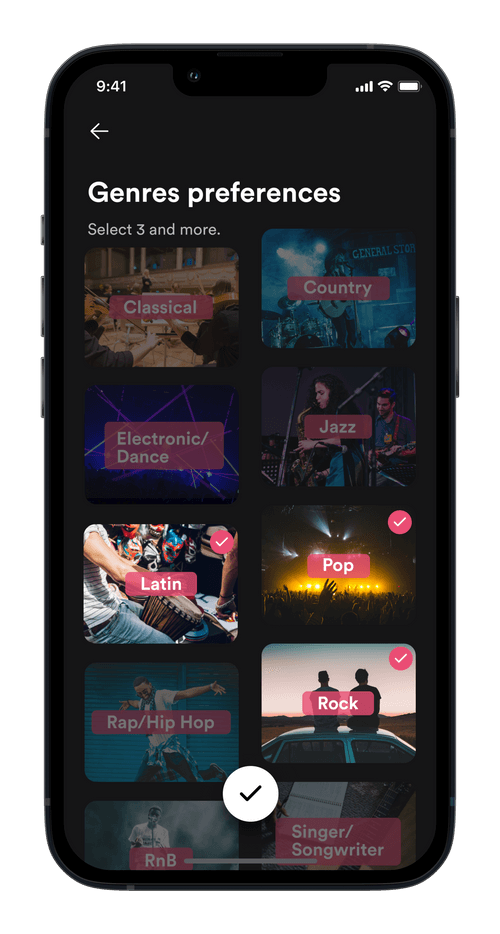 9:41
Genres preferences
Select 3 and more.
Classical
GENERAL STOR
Country
Electronic/
Dance
Jazz
Latin
Pop
Rap/Hip Hop
Rock
RnB
Singer/
Songwriter